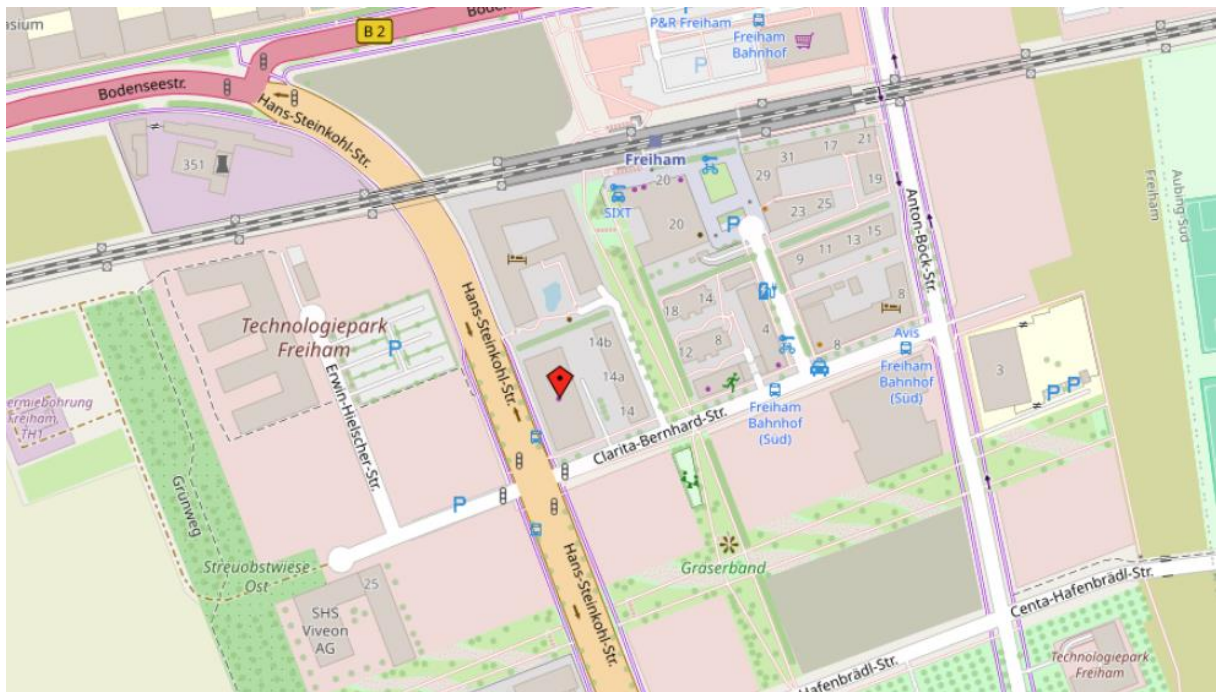 asium
B 2
Bodenseestr.
P&R Freiham
Freiham
Bahnhof
P
Hans-Steinkohl-Str.
351
Freiham
SIXT
20
20
P
31
17
21
29
19
25
23
15
13
11
9
8
Anton-Böck-Str.
Aubing-Süd
Freiham
Technologiepark
Freiham
P
Erwin-Hielscher-Str.
Hans-Steinkohl-Str.
14b
14a
14
18
14
12
8
4
8
Avis
Freiham
Bahnhof
(Süd)
Freiham
Bahnhof
(Süd)
3
P P
Clarita-Bernhard-Str.
ermiebohrung
Freiham
TH1
Grünweg
P
Streuobstwiese
Ost
25
SHS
Viveon
AG
Hans-Steinkohl-Str.
Graserband
Centa-Hafenbrädl-Str.
Hafenbrädl-Str.
Technologiepark
Freiham